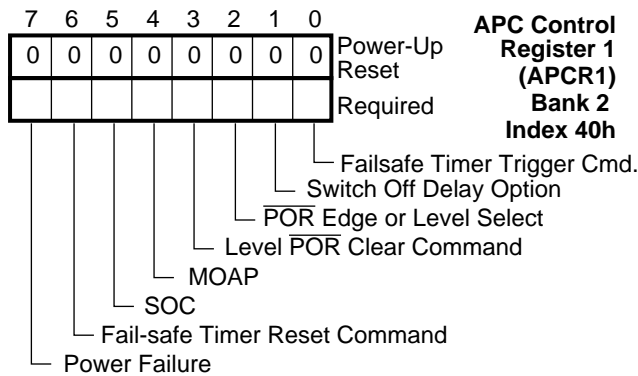 7 6 5 4 3 2 1 0
APC Control
Register 1
(APCR1)
Bank 2
Index 40h
0 0 0 0 0 0 0 0
Power-Up
Reset
Required
Failsafe Timer Trigger Cmd.
Switch Off Delay Option
POR Edge or Level Select
Level POR Clear Command
MOAP
SOC
Fail-safe Timer Reset Command
Power Failure